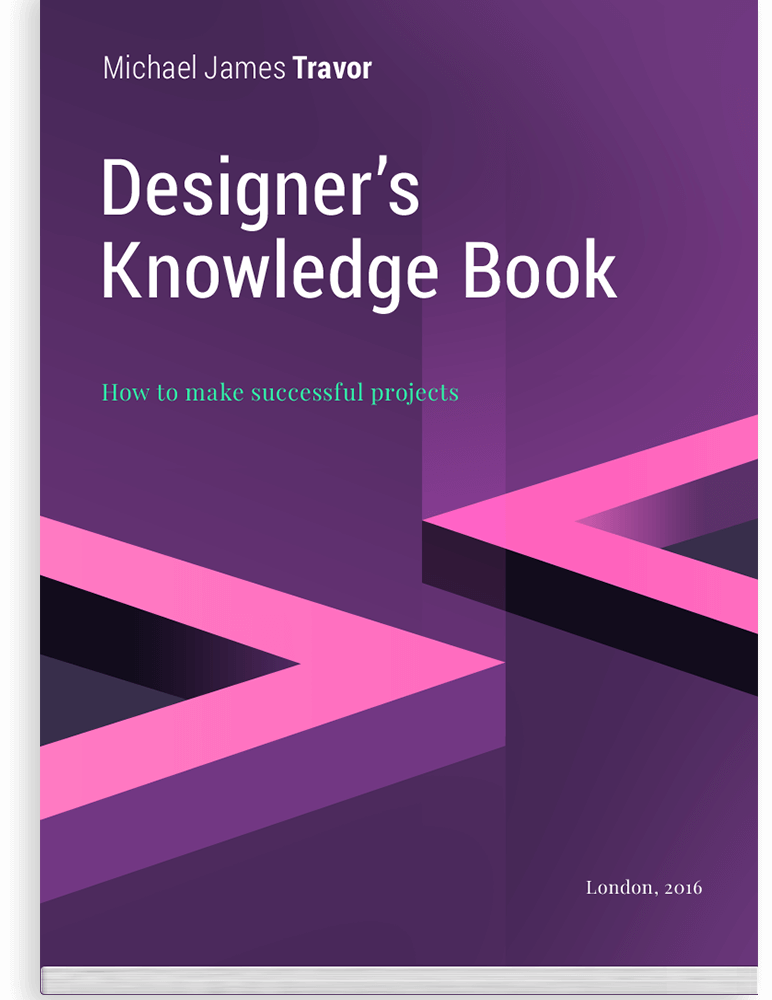 Michael James Travor
Designer’s
Knowledge Book
How to make successful projects
London, 2016